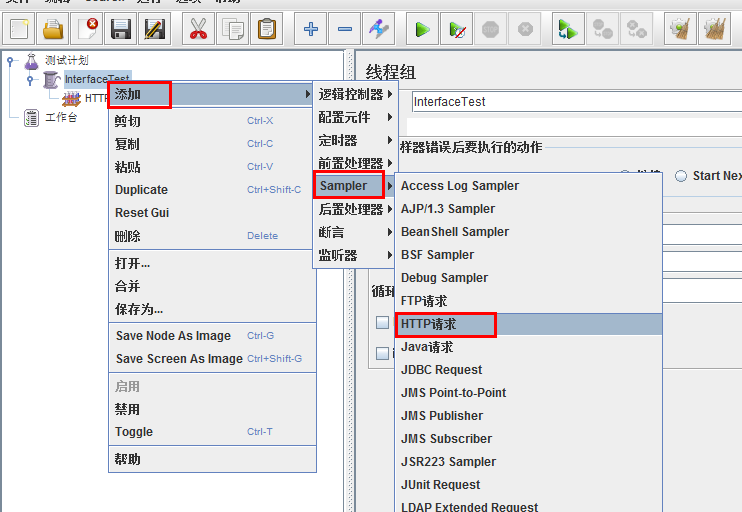 测试计划
InterfaceTest
HTTP
工作台
添加
剪切 Ctrl-X
复制 Ctrl-C
粘贴 Ctrl-V
Duplicate Ctrl+Shift-C
Reset Gui
删除 Delete
打开...
合并
保存为...
Save Node As Image Ctrl-G
Save Screen As Image Ctrl+Shift-G
启用
禁用
Toggle Ctrl-T
帮助
逻辑控制器
配置元件
定时器
前置处理器
Sampler
后置处理器
断言
监听器
线程组
InterfaceTest
样器错误后要执行的动作
Start Nex
循环
Access Log Sampler
AJP/1.3 Sampler
BeanShell Sampler
BSF Sampler
Debug Sampler
FTP请求
HTTP请求
Java请求
JDBC Request
JMS Point-to-Point
JMS Publisher
JMS Subscriber
JSR223 Sampler
JUnit Request
LDAP Extended Request